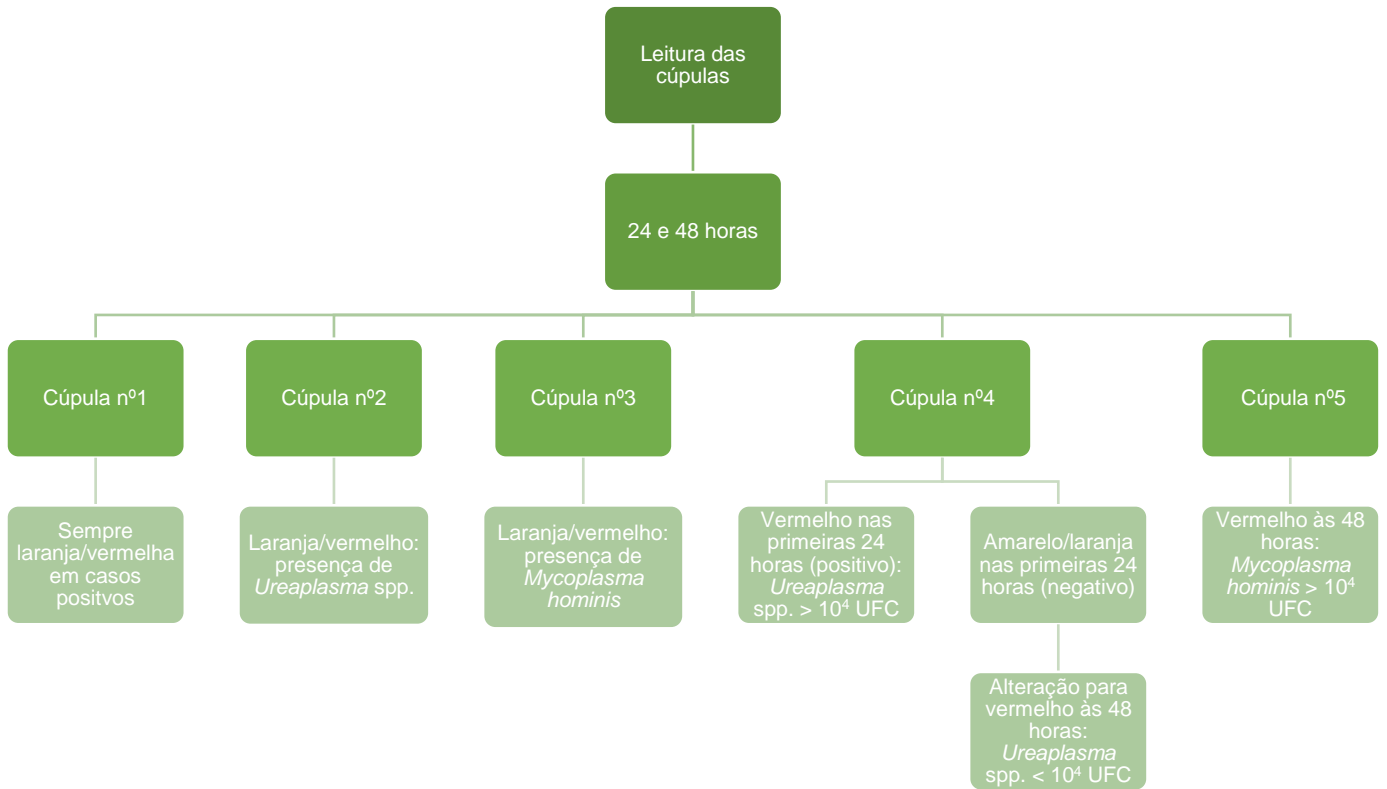 Leitura das
cúpulas
24 e 48 horas
Cúpula nº1
Cúpula nº2
Cúpula nº3
Cúpula nº4
Cúpula nº5
Sempre
laranja/vermelha
em casos
positvos
Laranja/vermelho:
presença de
Ureaplasma spp.
Laranja/vermelho:
presença de
Mycoplasma
hominis
Vermelho nas
primeiras 24
horas (positivo):
Ureaplasma
spp. > 10⁴ UFC
Amarelo/laranja
nas primeiras 24
horas (negativo)
Vermelho às 48
horas:
Mycoplasma
hominis > 10⁴
UFC
Alteração para
vermelho às 48
horas:
Ureaplasma
spp. < 10⁴ UFC